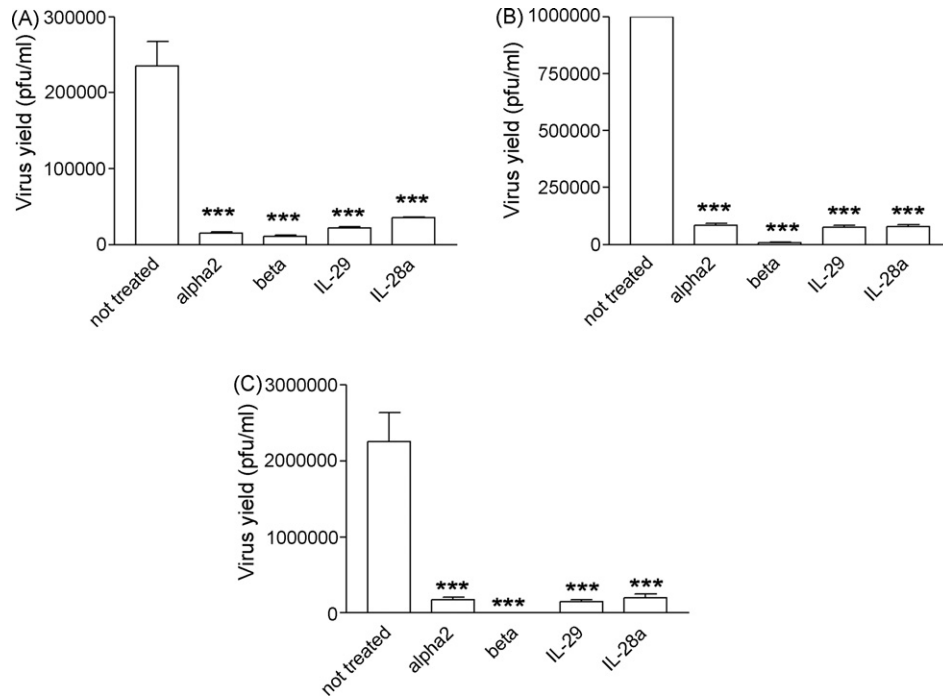 (A)
Virus yield (pfu/ml)
300000
200000
100000
0
***
***
***
***
not treated
alpha2
beta
IL-29
IL-28a
(B)
Virus yield (pfu/ml)
1000000
750000
500000
250000
0
***
***
***
***
not treated
alpha2
beta
IL-29
IL-28a
(C)
Virus yield (pfu/ml)
3000000
2000000
1000000
0
***
***
***
***
not treated
alpha2
beta
IL-29
IL-28a